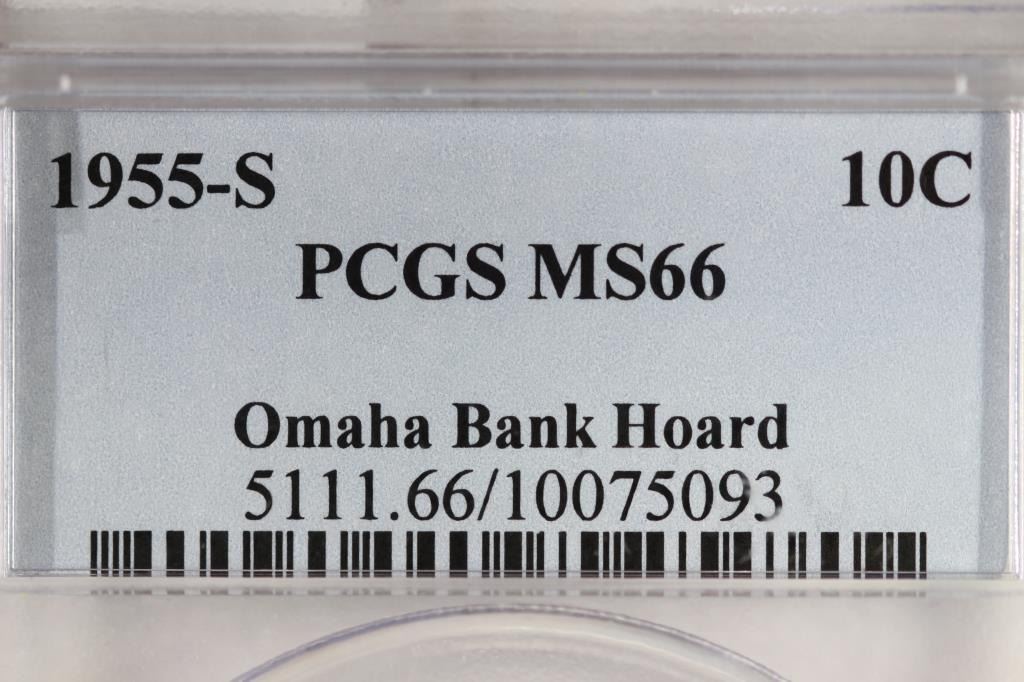 1955-S 10C
PCGS MS66
Omaha Bank Hoard
5111.66/10075093